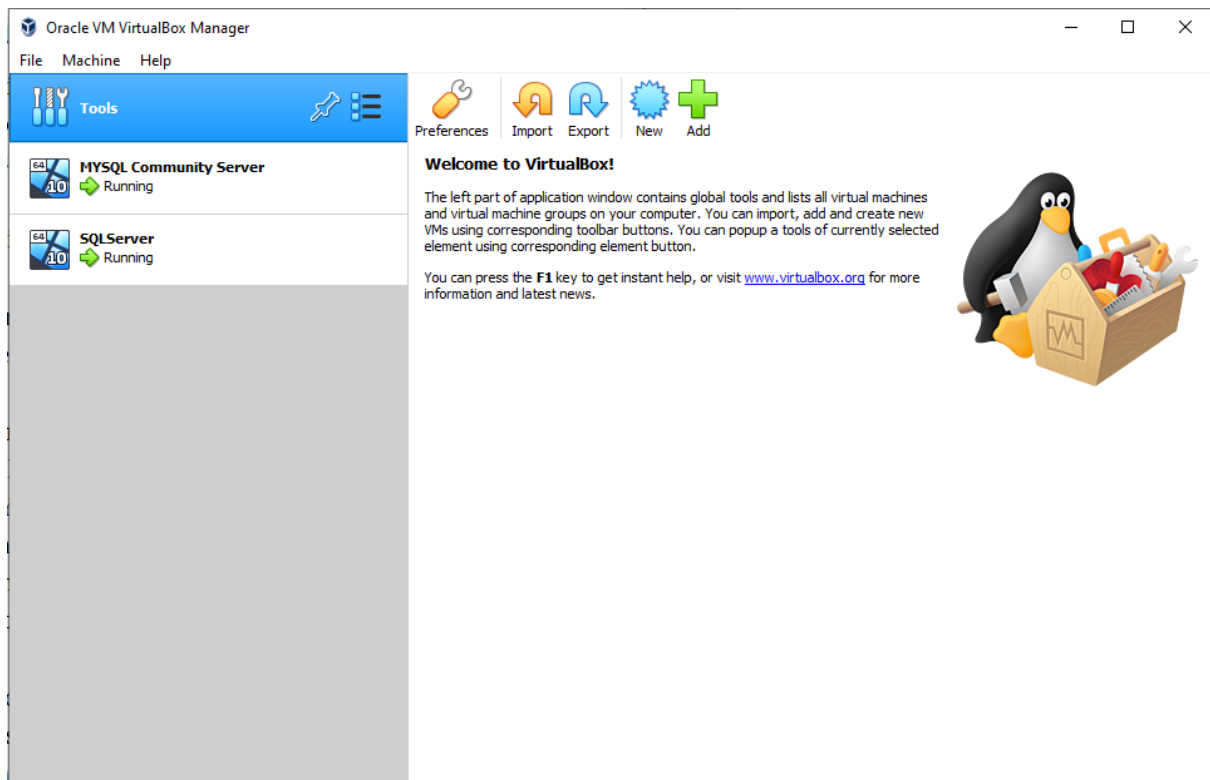 Oracle VM VirtualBox Manager
File Machine Help
Tools
Preferences Import Export New Add
64
10
MYSQL Community Server
Running
64
10
SQLServer
Running
Welcome to VirtualBox!
The left part of application window contains global tools and lists all virtual machines
and virtual machine groups on your computer. You can import, add and create new
VMs using corresponding toolbar buttons. You can popup a tools of currently selected
element using corresponding element button.
You can press the F1 key to get instant help, or visit www.virtualbox.org for more
information and latest news.